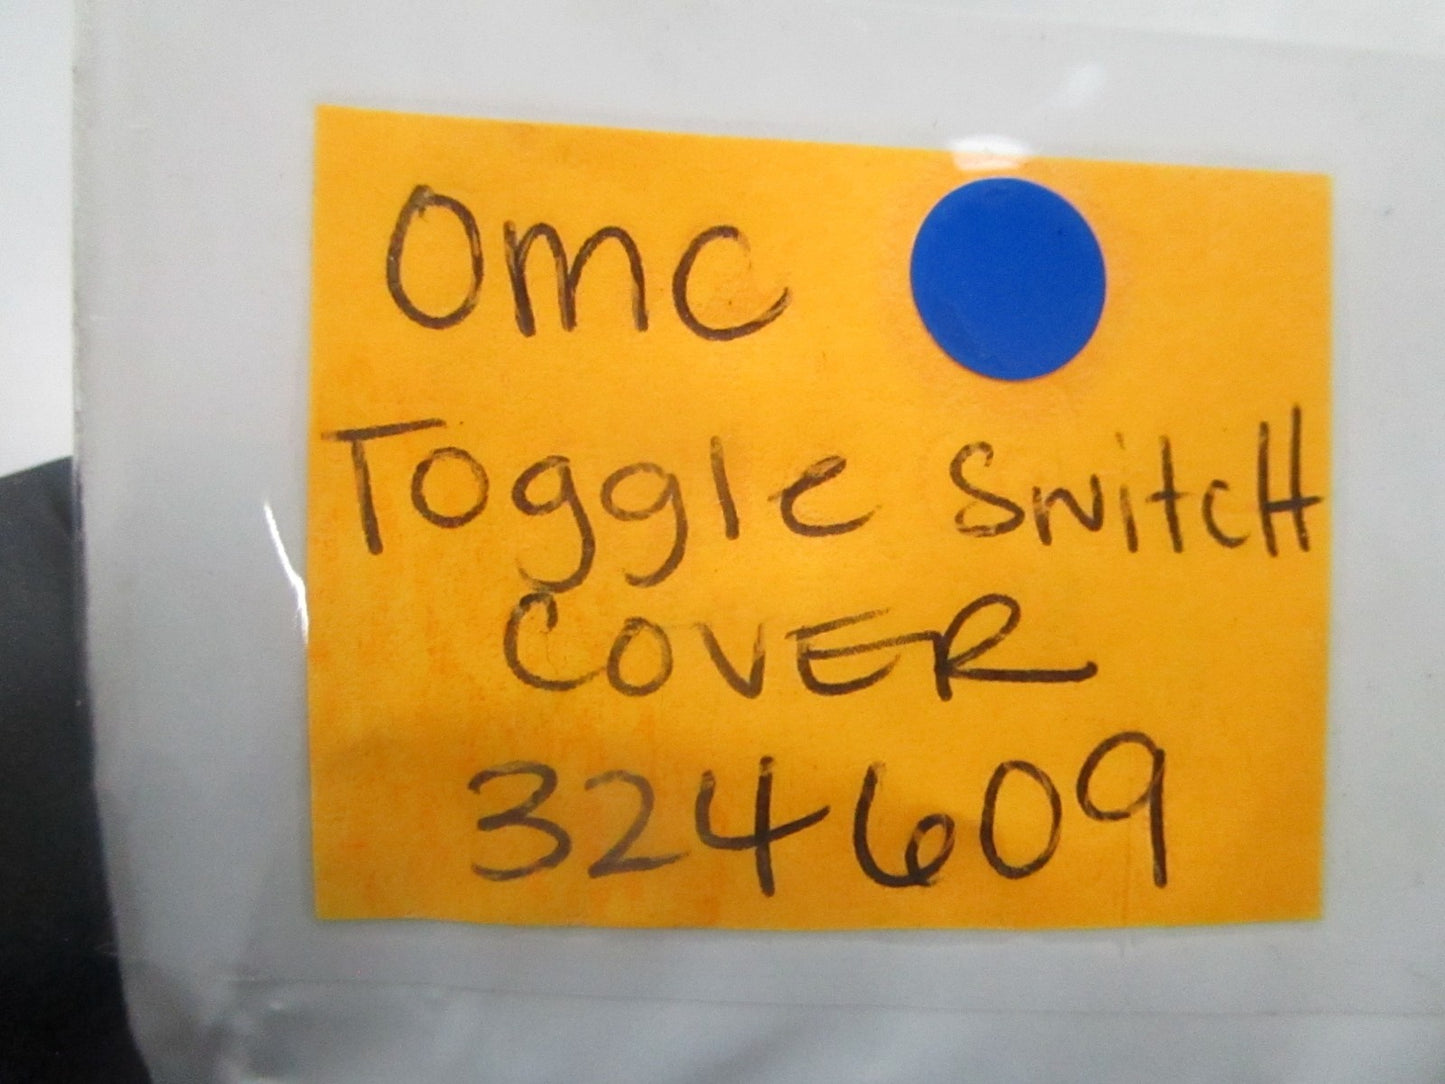 Omc
Toggle SwitcH
COVER
324609